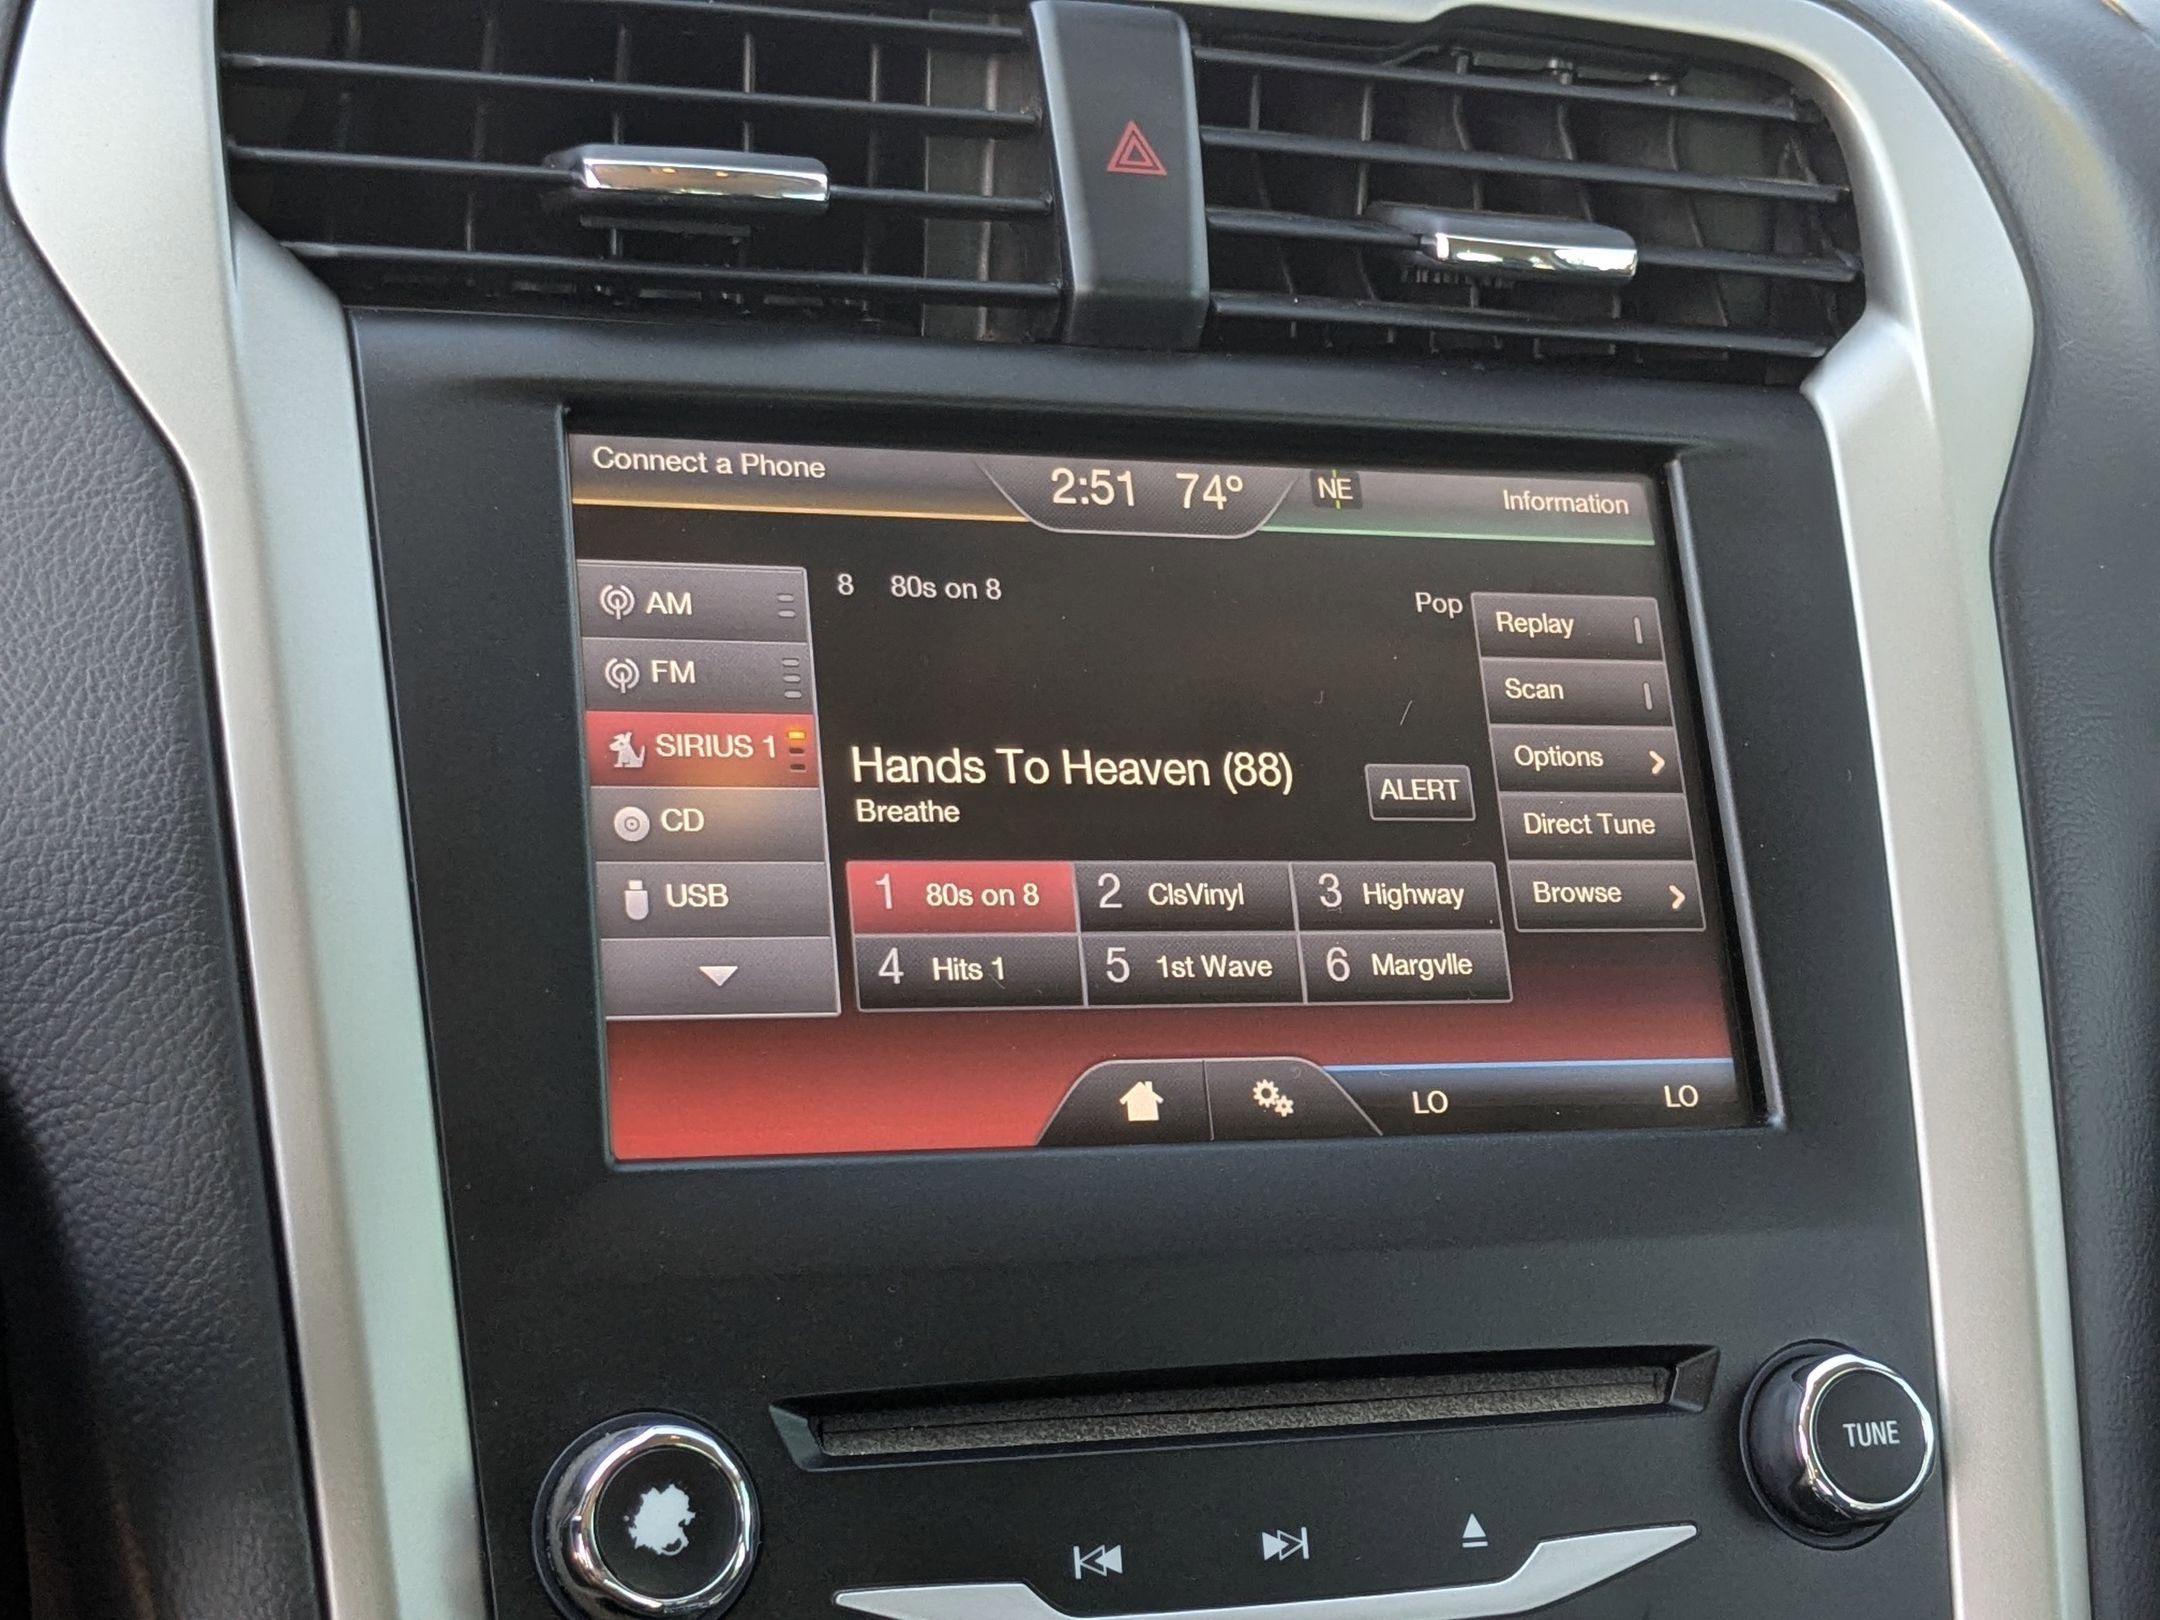 Connect a Phone
2:51 74°
NE
Information
AM
FM
SIRIUS 1
CD
USB
8 80s on 8
Pop
Hands To Heaven (88)
Breathe
ALERT
1 80s on 8
2 ClsVinyl
3 Highway
4 Hits 1
5 1st Wave
6 Margvlle
Replay
Scan
Options
Direct Tune
Browse
LO
LO
TUNE